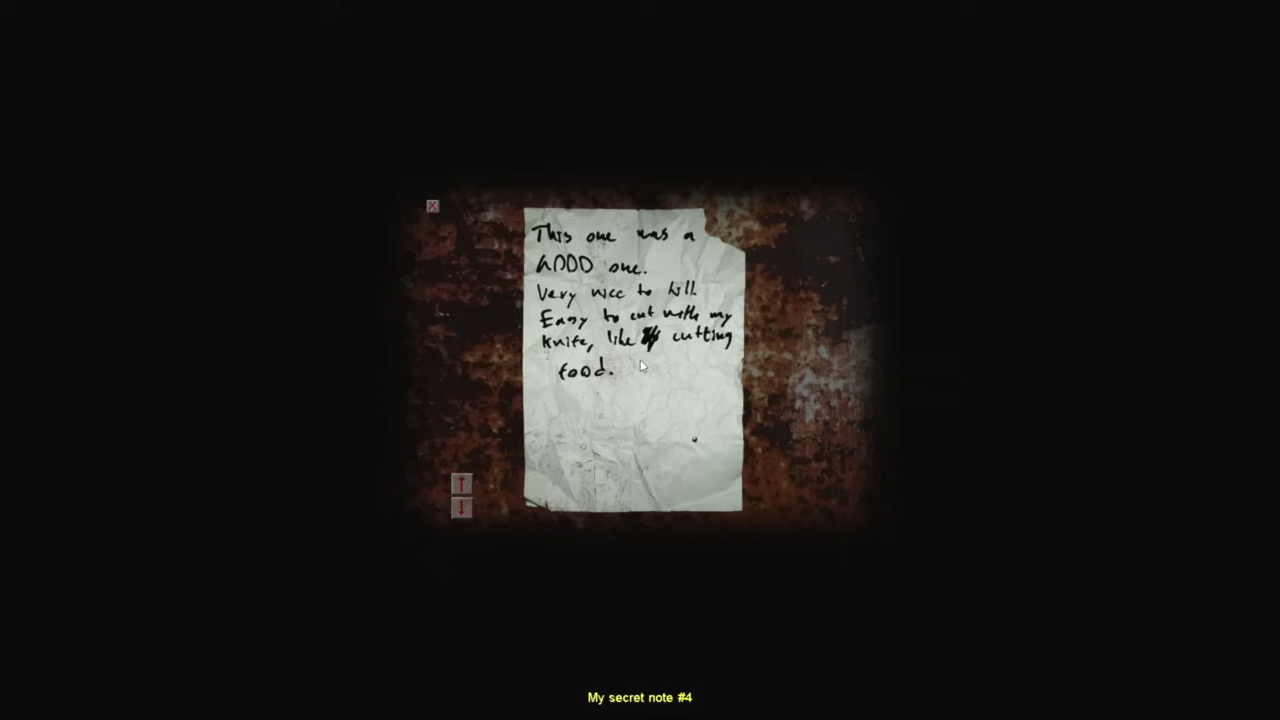 This one was a
GOOD one.
Very nice to kill.
Easy to cut with my
knife, like cutting
food.
My secret note #4